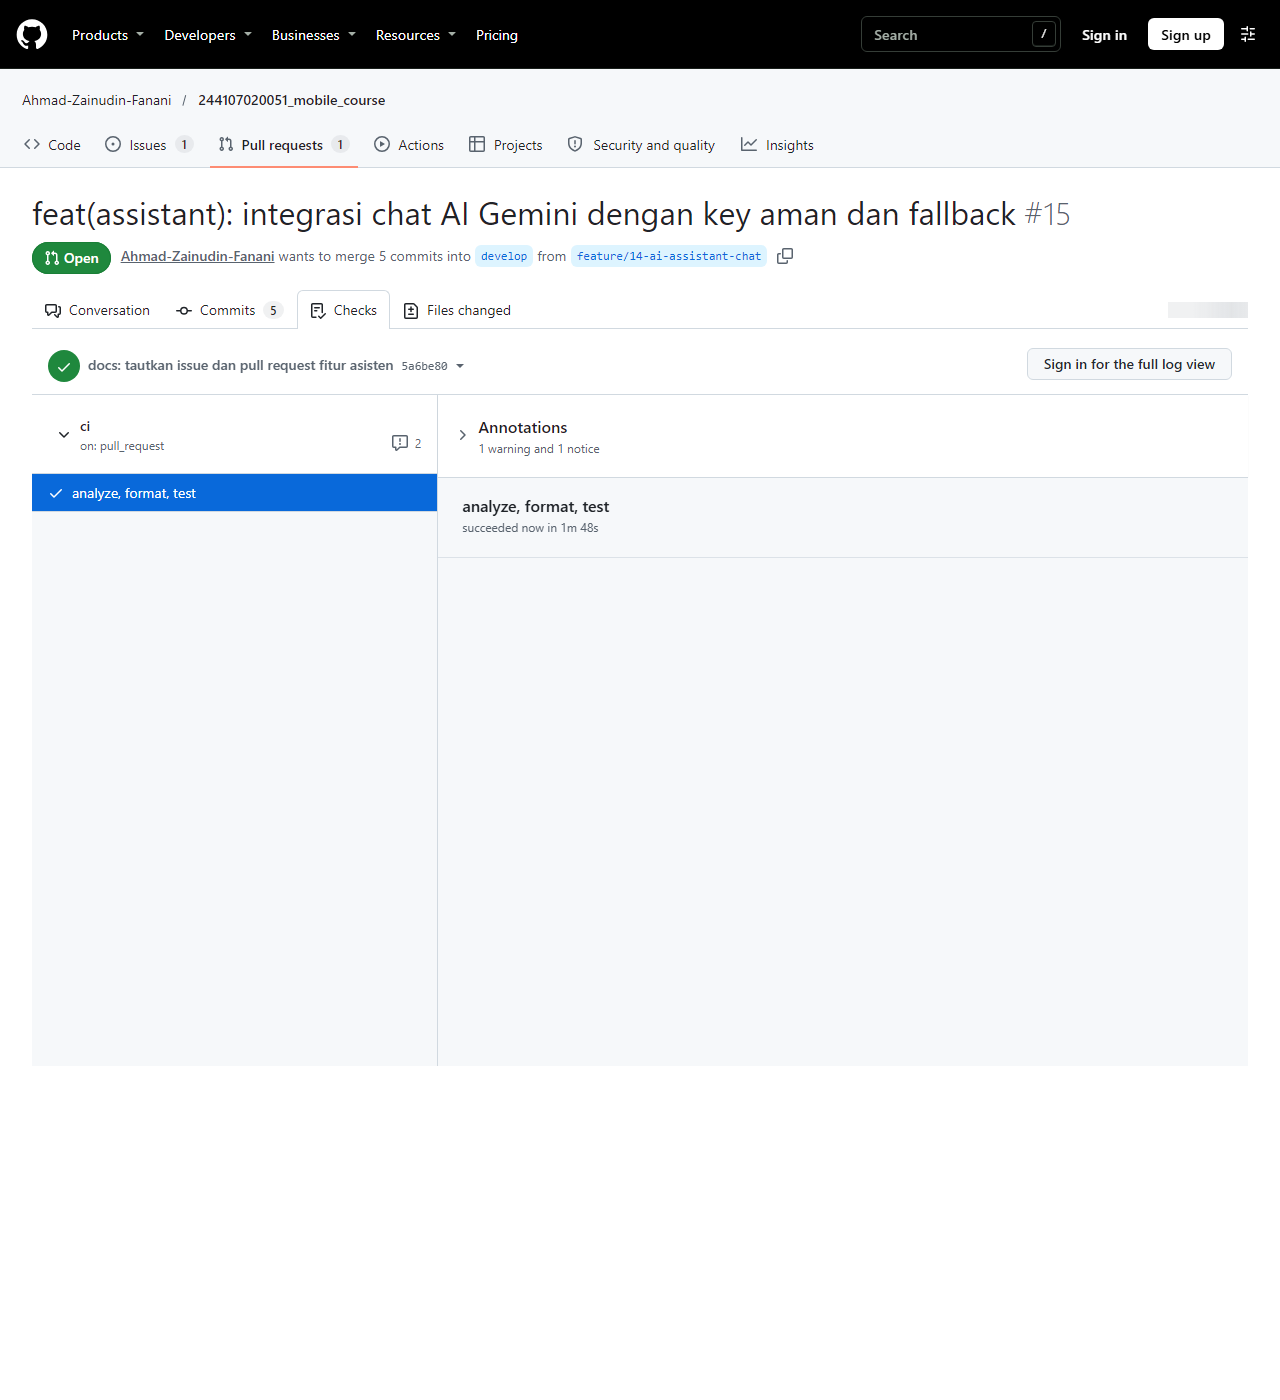 Products Developers Businesses Resources Pricing Search / Sign in Sign up
Ahmad-Zainudin-Fanani / 244107020051_mobile_course
Code Issues 1 Pull requests 1 Actions Projects Security and quality Insights
feat(assistant): integrasi chat AI Gemini dengan key aman dan fallback #15
Open Ahmad-Zainudin-Fanani wants to merge 5 commits into develop from feature/14-ai-assistant-chat
Conversation Commits 5 Checks Files changed
docs: tautkan issue dan pull request fitur asisten 5a6be80 Sign in for the full log view
ci
on: pull_request 2
analyze, format, test
Annotations
1 warning and 1 notice
analyze, format, test
succeeded now in 1m 48s